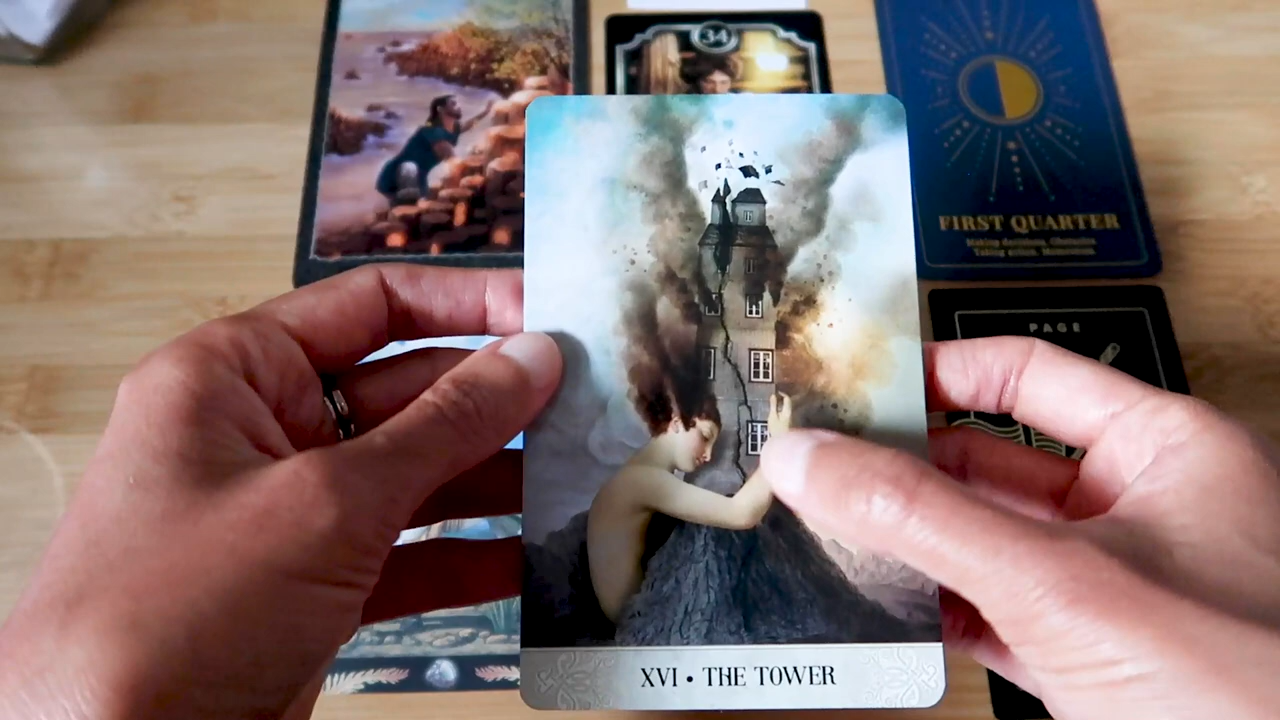 34
FIRST QUARTER
Making decisions, Obstacles
Taking action, Momentum
PAGE
XVI • THE TOWER